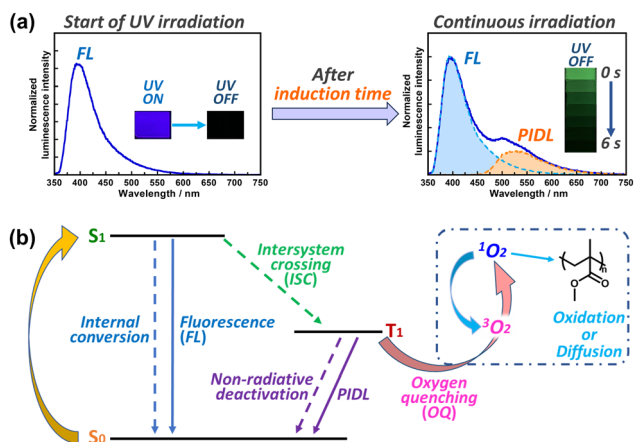 (a)
Start of UV irradiation
Continuous irradiation
Normalized
luminescence intensity
FL
UV
ON
UV
OFF
350 400 450 500 550 600 650 700 750
Wavelength / nm
After
induction time
Normalized
luminescence intensity
FL
PIDL
UV
OFF
0 s
6 s
350 400 450 500 550 600 650 700 750
Wavelength / nm
(b)
S1
Intersystem
crossing
(ISC)
Internal
conversion
Fluorescence
(FL)
T1
Non-radiative
deactivation
PIDL
Oxygen
quenching
(OQ)
¹O2
³O2
n
O
O
Oxidation
or
Diffusion
S0